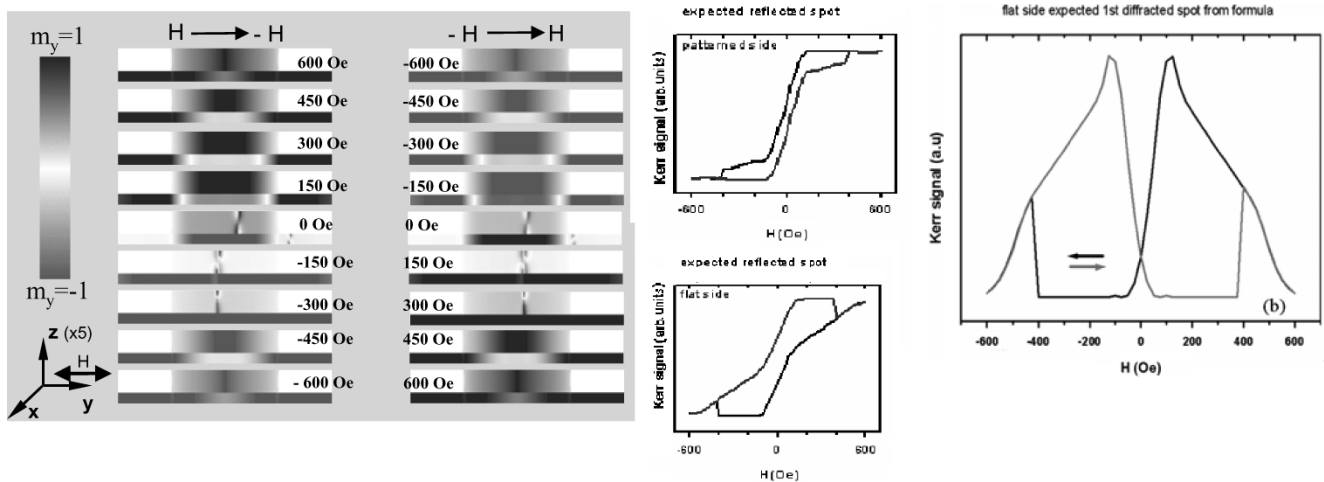 m_y=1
m_y=-1
z (x5)
H
y
x
H → - H
600 Oe
450 Oe
300 Oe
150 Oe
0 Oe
-150 Oe
-300 Oe
-450 Oe
- 600 Oe
- H → H
-600 Oe
-450 Oe
-300 Oe
-150 Oe
0 Oe
150 Oe
300 Oe
450 Oe
600 Oe
expected reflected spot
patterned side
Kerr signal (arb. units)
-600 0 600
H (Oe)
expected reflected spot
flat side
Kerr signal (arb. units)
-600 0 600
H (Oe)
flat side expected 1st diffracted spot from formula
Kerr signal (a.u)
(b)
-600 -400 -200 0 200 400 600
H (Oe)